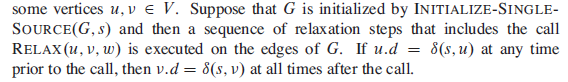 some vertices u, v ∈ V. Suppose that G is initialized by INITIALIZE-SINGLE-
SOURCE(G, s) and then a sequence of relaxation steps that includes the call
RELAX(u, v, w) is executed on the edges of G. If u.d = δ(s, u) at any time
prior to the call, then v.d = δ(s, v) at all times after the call.